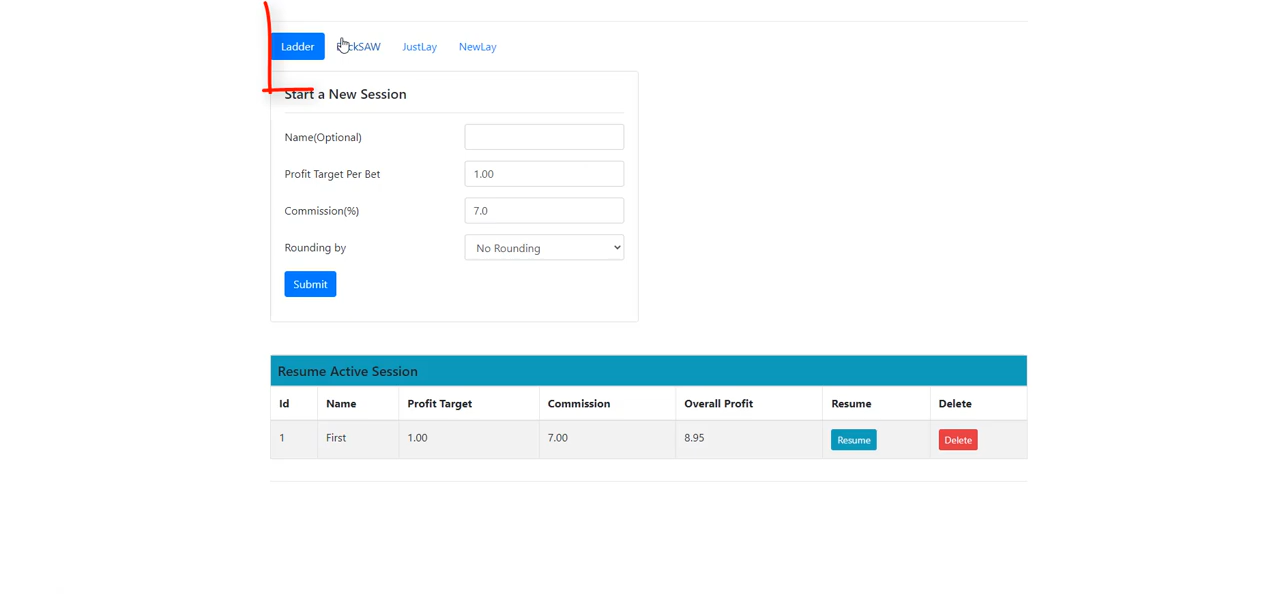 Ladder JustLay NewLay
Start a New Session
Name(Optional)
Profit Target Per Bet 1.00
Commission(%) 7.0
Rounding by No Rounding
Submit
Resume Active Session
Id Name Profit Target Commission Overall Profit Resume Delete
1 First 1.00 7.00 8.95 Resume Delete